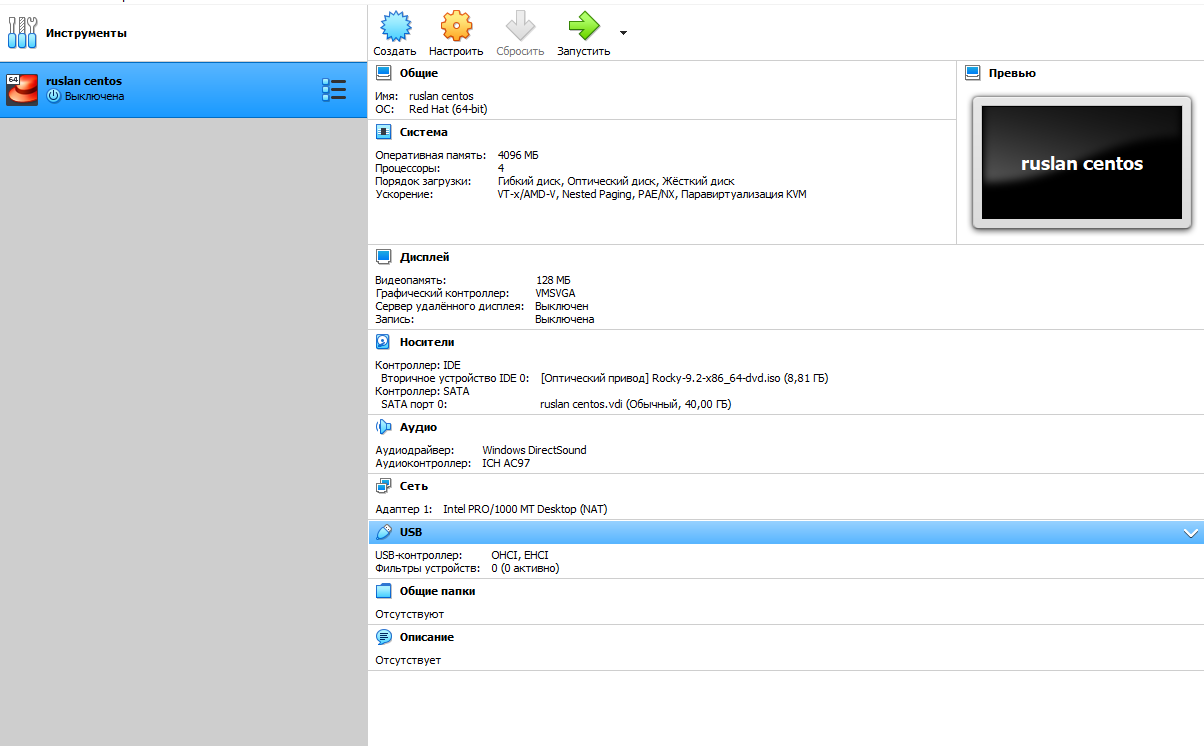 Инструменты
64
ruslan centos
Выключена
Создать Настроить Сбросить Запустить
Общие
Имя: ruslan centos
ОС: Red Hat (64-bit)
Превью
ruslan centos
Система
Оперативная память: 4096 МБ
Процессоры: 4
Порядок загрузки: Гибкий диск, Оптический диск, Жёсткий диск
Ускорение: VT-x/AMD-V, Nested Paging, PAE/NX, Паравиртуализация KVM
Дисплей
Видеопамять: 128 МБ
Графический контроллер: VMSVGA
Сервер удалённого дисплея: Выключен
Запись: Выключена
Носители
Контроллер: IDE
Вторичное устройство IDE 0: [Оптический привод] Rocky-9.2-x86_64-dvd.iso (8,81 ГБ)
Контроллер: SATA
SATA порт 0: ruslan centos.vdi (Обычный, 40,00 ГБ)
Аудио
Аудиодрайвер: Windows DirectSound
Аудиоконтроллер: ICH AC97
Сеть
Адаптер 1: Intel PRO/1000 MT Desktop (NAT)
USB
USB-контроллер: OHCI, EHCI
Фильтры устройств: 0 (0 активно)
Общие папки
Отсутствуют
Описание
Отсутствует